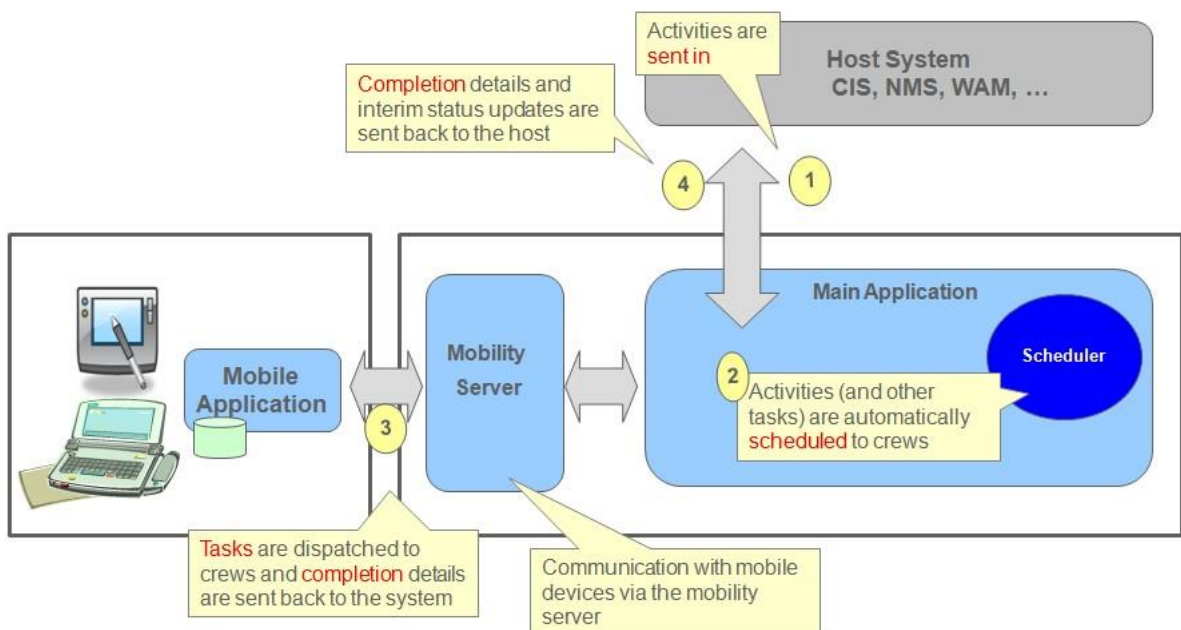 Activities are
sent in
Host System
CIS, NMS, WAM, …
Completion details and
interim status updates are
sent back to the host
4
1
Main Application
Mobility
Server
Scheduler
Mobile
Application
2
Activities (and other
tasks) are automatically
scheduled to crews
3
Tasks are dispatched to
crews and completion details
are sent back to the system
Communication with mobile
devices via the mobility
server